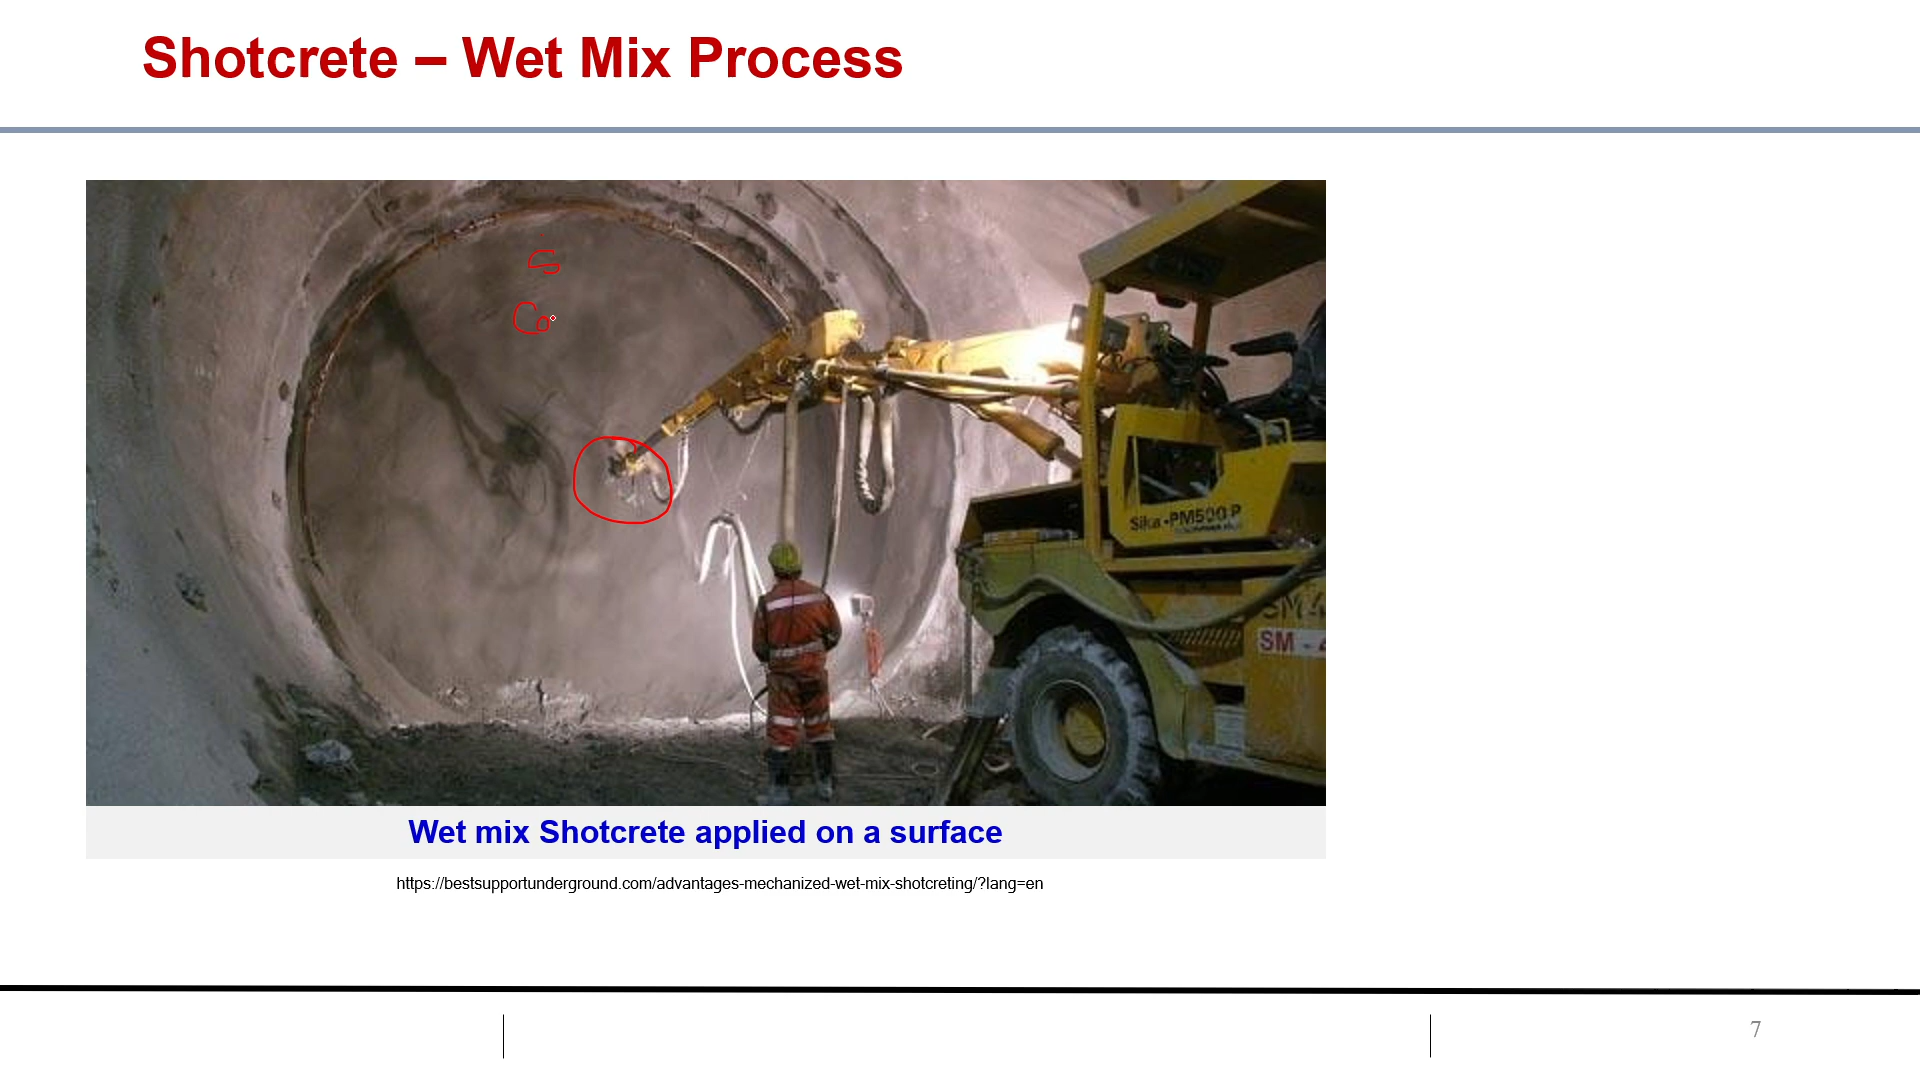 Shotcrete – Wet Mix Process
S
Co
Sika -PM500 P
SM -
Wet mix Shotcrete applied on a surface
https://bestsupportunderground.com/advantages-mechanized-wet-mix-shotcreting/?lang=en
7